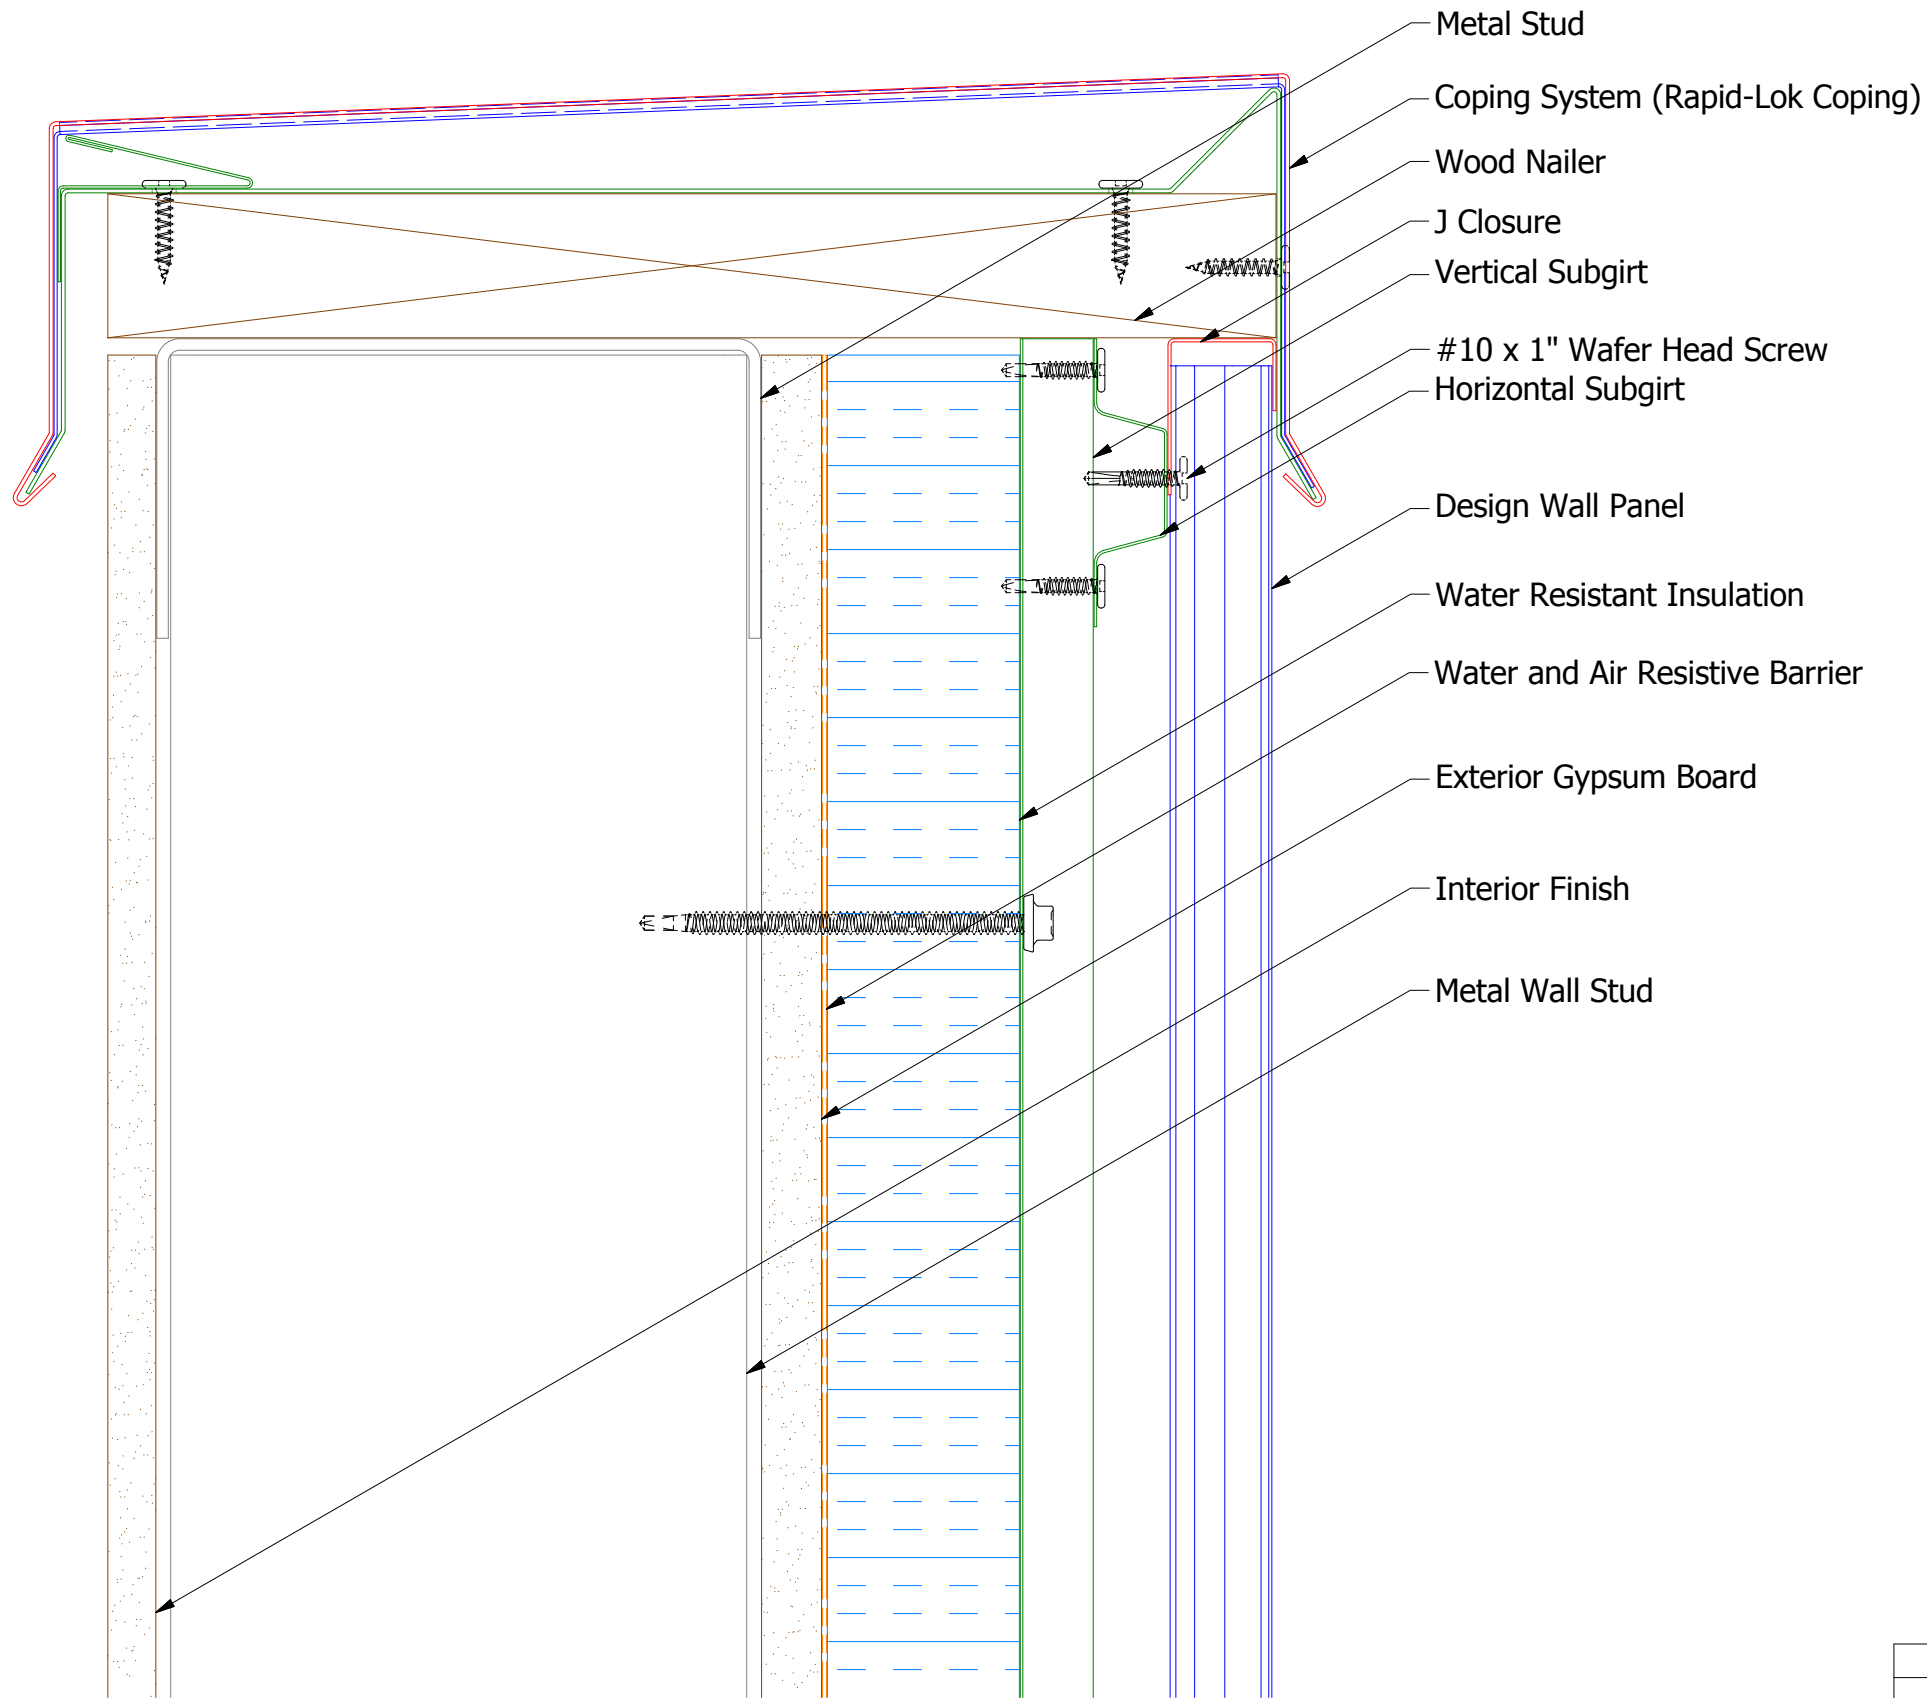 Metal Stud
Coping System (Rapid-Lok Coping)
Wood Nailer
J Closure
Vertical Subgirt
#10 x 1" Wafer Head Screw
Horizontal Subgirt
Design Wall Panel
Water Resistant Insulation
Water and Air Resistive Barrier
Exterior Gypsum Board
Interior Finish
Metal Wall Stud